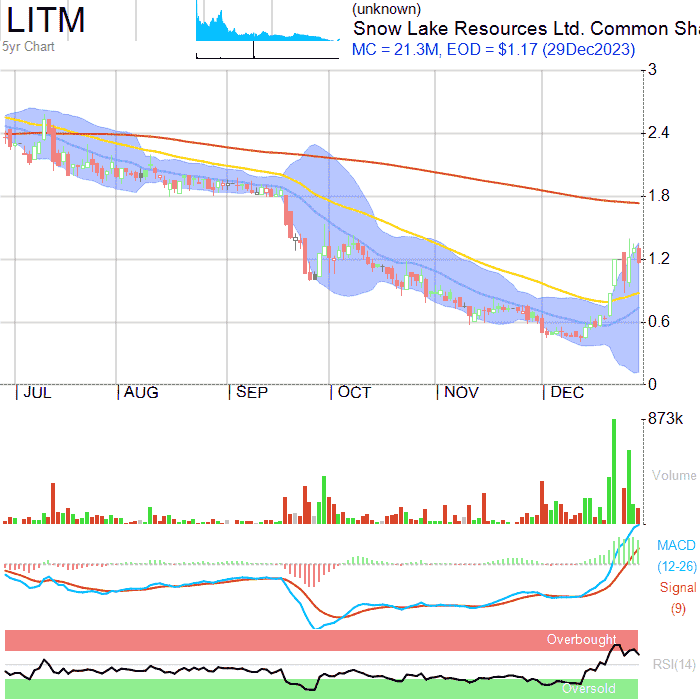 LITM
5yr Chart
(unknown)
Snow Lake Resources Ltd. Common Sha
MC = 21.3M, EOD = $1.17 (29Dec2023)
3
2.4
1.8
1.2
0.6
0
JUL AUG SEP OCT NOV DEC
873k
Volume
MACD
(12-26)
Signal
(9)
Overbought
RSI(14)
Oversold